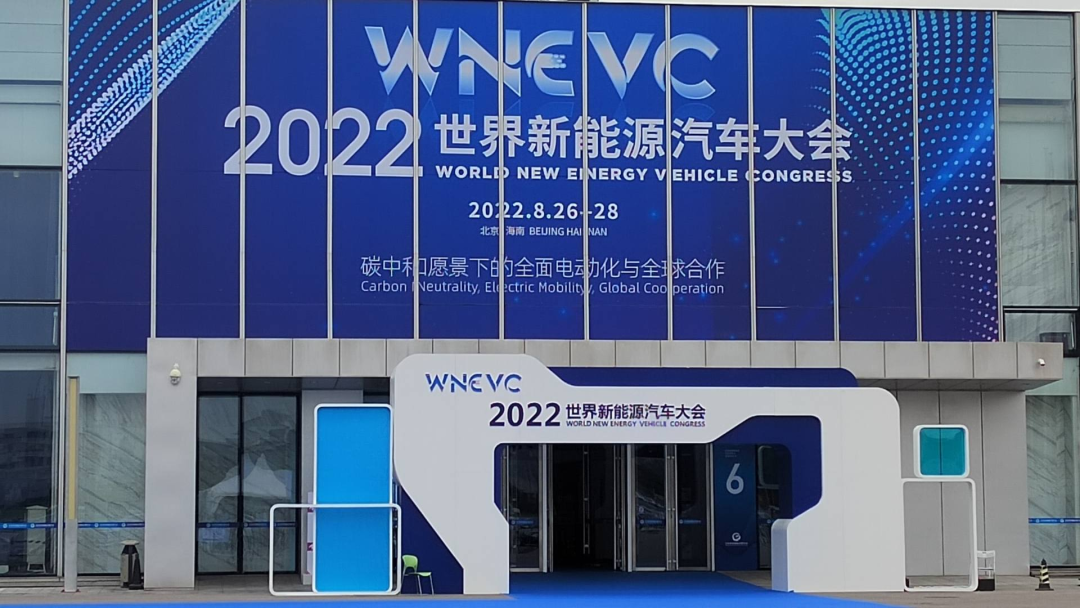 WNEVC
2022 世界新能源汽车大会
WORLD NEW ENERGY VEHICLE CONGRESS
2022.8.26--28
北京 海南 BEIJING HAINAN
碳中和愿景下的全面电动化与全球合作
Carbon Neutrality, Electric Mobility, Global Cooperation
WNEVC
2022 世界新能源汽车大会
WORLD NEW ENERGY VEHICLE CONGRESS
6